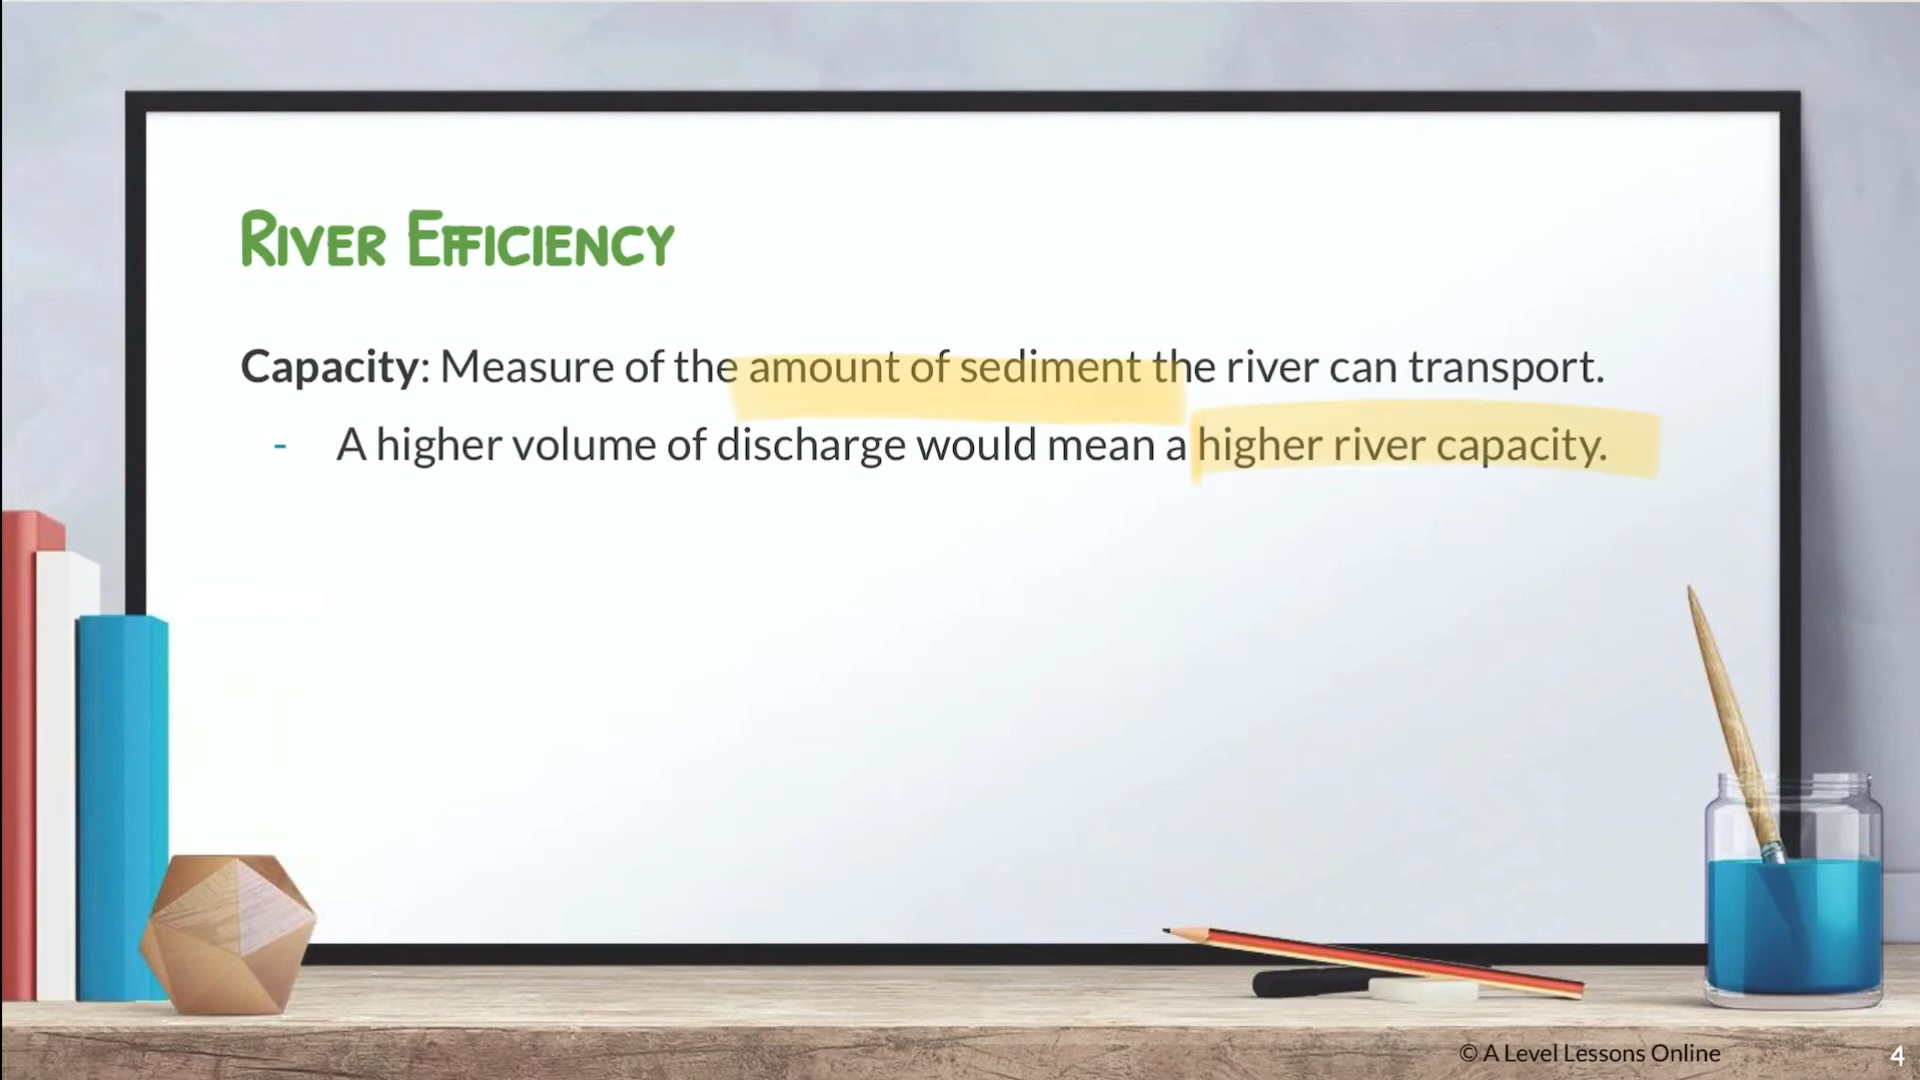 River Efficiency
Capacity: Measure of the amount of sediment the river can transport.
- A higher volume of discharge would mean a higher river capacity.
© A Level Lessons Online
4